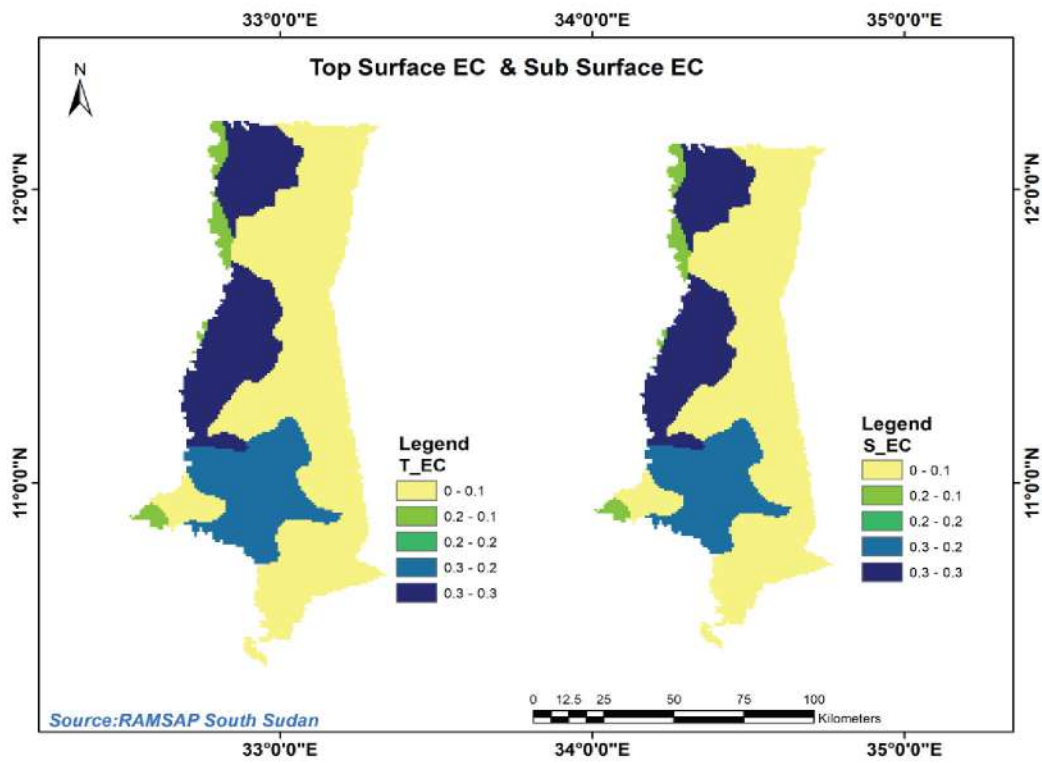 33°0'0"E 34°0'0"E 35°0'0"E
Top Surface EC & Sub Surface EC
N
12°0'0"N 12°0'0"N
11°0'0"N 11°0'0"N
Legend
T_EC
0 - 0.1
0.2 - 0.1
0.2 - 0.2
0.3 - 0.2
0.3 - 0.3
Legend
S_EC
0 - 0.1
0.2 - 0.1
0.2 - 0.2
0.3 - 0.2
0.3 - 0.3
0 12.5 25 50 75 100
Kilometers
Source:RAMSAP South Sudan
33°0'0"E 34°0'0"E 35°0'0"E